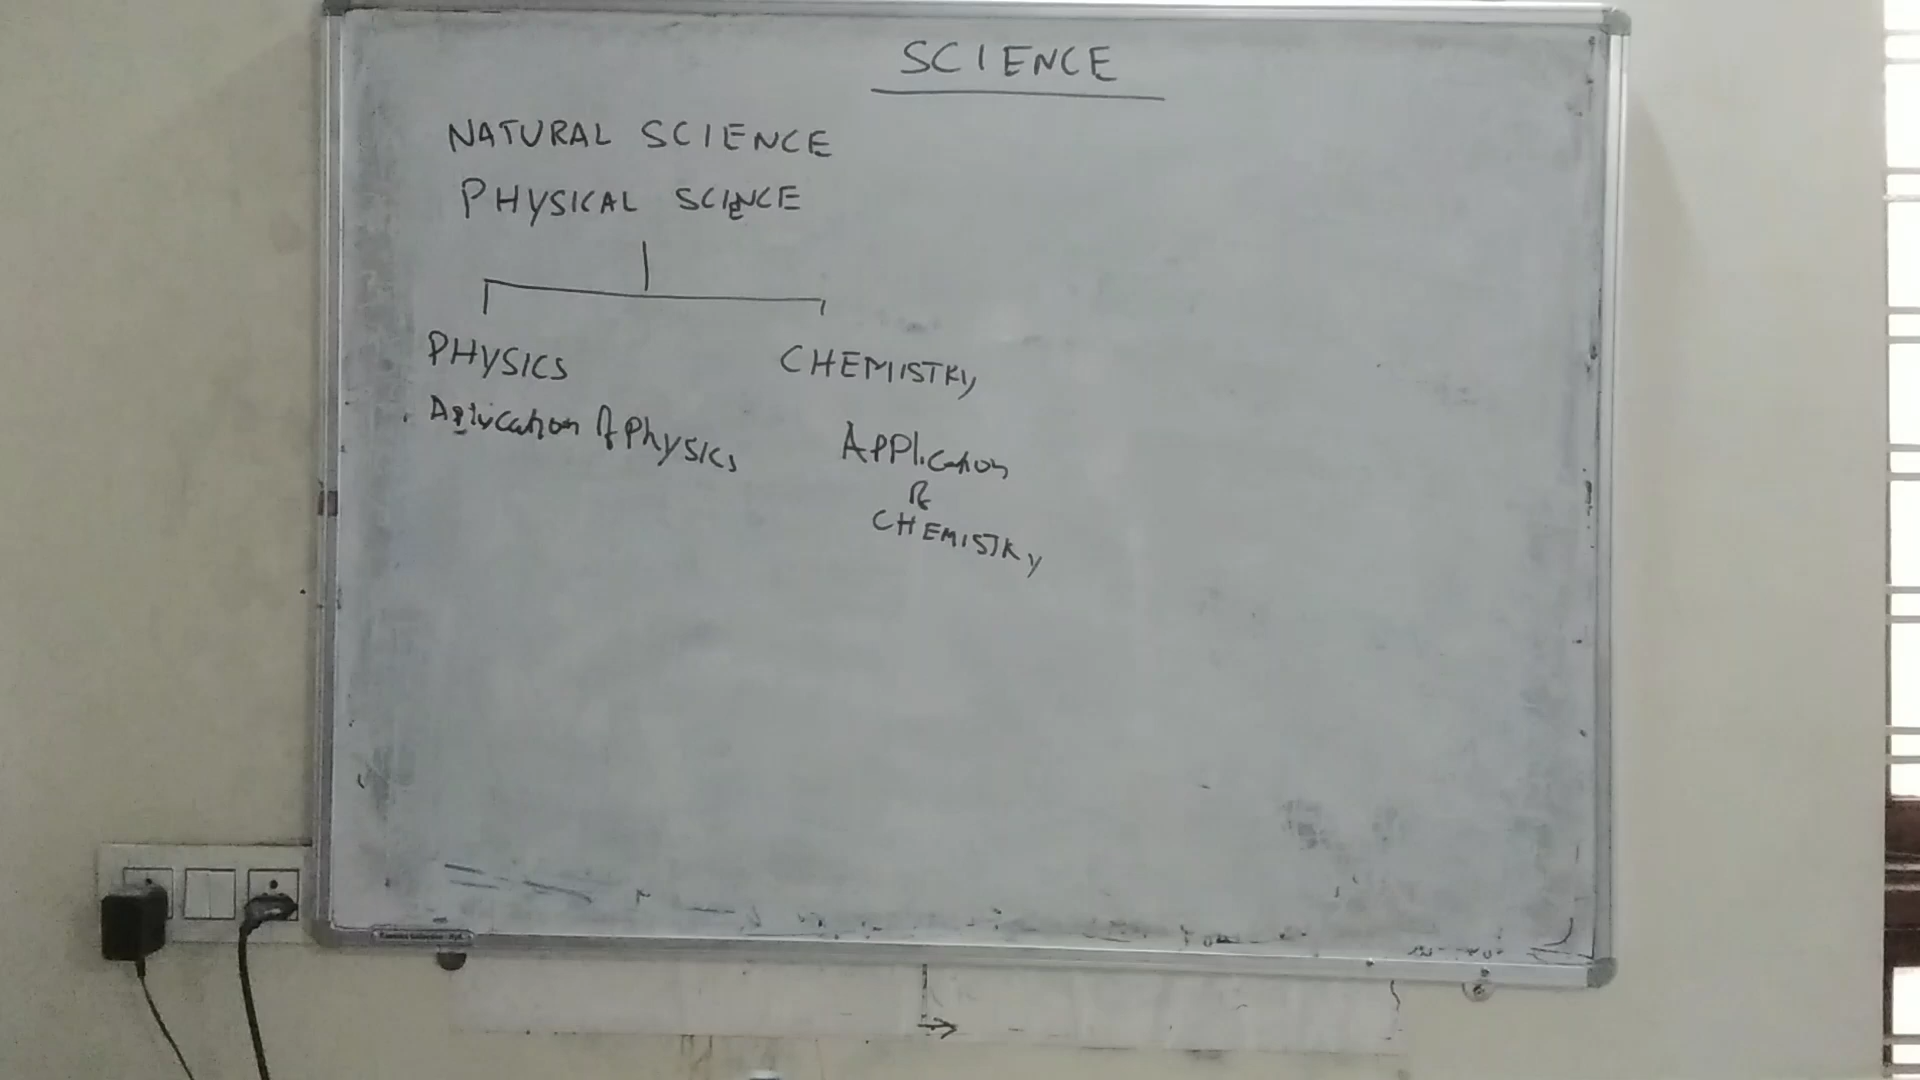 SCIENCE
NATURAL SCIENCE
PHYSICAL SCIENCE
PHYSICS CHEMISTRY
Application of Physics
Application
of
CHEMISTRY